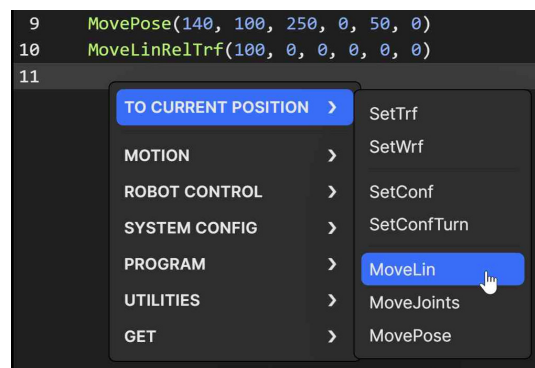 9 MovePose(140, 100, 250, 0, 50, 0)
10 MoveLinRelTrf(100, 0, 0, 0, 0, 0)
11
TO CURRENT POSITION ❯
MOTION ❯
ROBOT CONTROL ❯
SYSTEM CONFIG ❯
PROGRAM ❯
UTILITIES ❯
GET ❯
SetTrf
SetWrf
SetConf
SetConfTurn
MoveLin
MoveJoints
MovePose